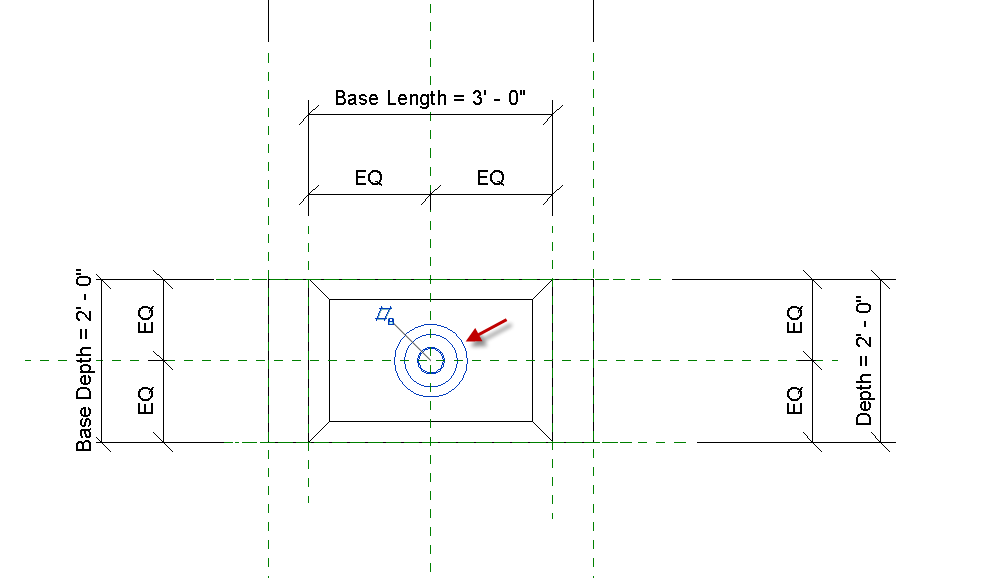 Base Length = 3' - 0"
EQ
EQ
Base Depth = 2' - 0"
EQ
EQ
EQ
EQ
Depth = 2' - 0"